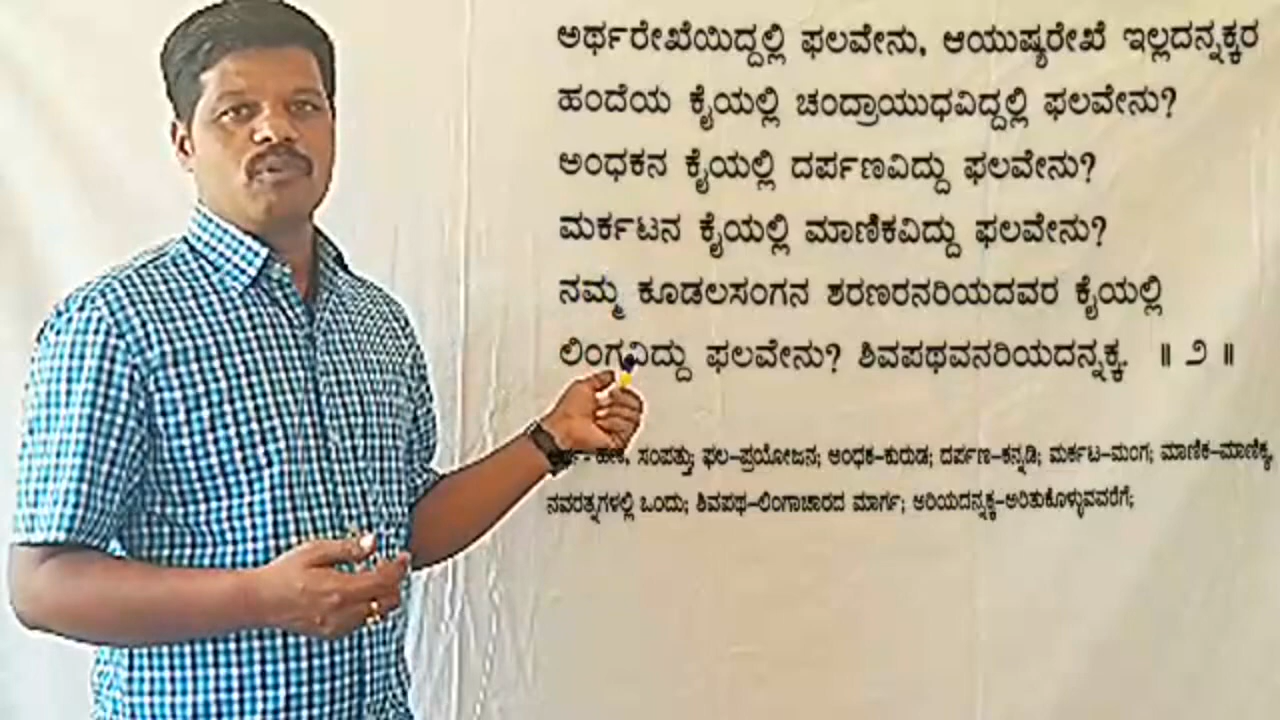 ಅರ್ಥರೇಖೆಯಿದ್ದಲ್ಲಿ ಫಲವೇನು, ಆಯುಷ್ಯರೇಖೆ ಇಲ್ಲದನ್ನಕ್ಕರ
ಹಂದೆಯ ಕೈಯಲ್ಲಿ ಚಂದ್ರಾಯುಧವಿದ್ದಲ್ಲಿ ಫಲವೇನು?
ಅಂಧಕನ ಕೈಯಲ್ಲಿ ದರ್ಪಣವಿದ್ದು ಫಲವೇನು?
ಮರ್ಕಟನ ಕೈಯಲ್ಲಿ ಮಾಣಿಕವಿದ್ದು ಫಲವೇನು?
ನಮ್ಮ ಕೂಡಲಸಂಗನ ಶರಣರನರಿಯದವರ ಕೈಯಲ್ಲಿ
ಲಿಂಗವಿದ್ದು ಫಲವೇನು? ಶಿವಪಥವನರಿಯದನ್ನಕ್ಕ. ॥ ೨ ॥
ಸಂಪತ್ತು; ಫಲ–ಪ್ರಯೋಜನ; ಅಂಧಕ–ಕುರುಡ; ದರ್ಪಣ–ಕನ್ನಡಿ; ಮರ್ಕಟ–ಮಂಗ; ಮಾಣಿಕ–ಮಾಣಿಕ್ಯ,
ನವರತ್ನಗಳಲ್ಲಿ ಒಂದು; ಶಿವಪಥ–ಲಿಂಗಾಚಾರದ ಮಾರ್ಗ; ಅರಿಯದನ್ನಕ್ಕ–ಅರಿತುಕೊಳ್ಳುವವರೆಗೆ;